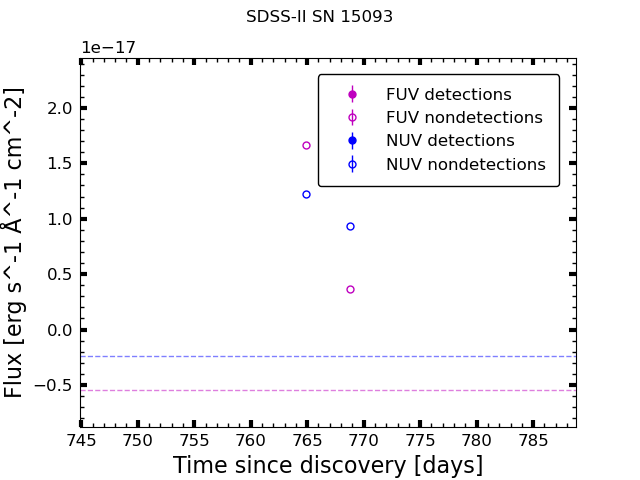 SDSS-II SN 15093
1e−17
FUV detections
FUV nondetections
NUV detections
NUV nondetections
2.0
1.5
1.0
0.5
0.0
−0.5
Flux [erg s^-1 Å^-1 cm^-2]
745 750 755 760 765 770 775 780 785
Time since discovery [days]